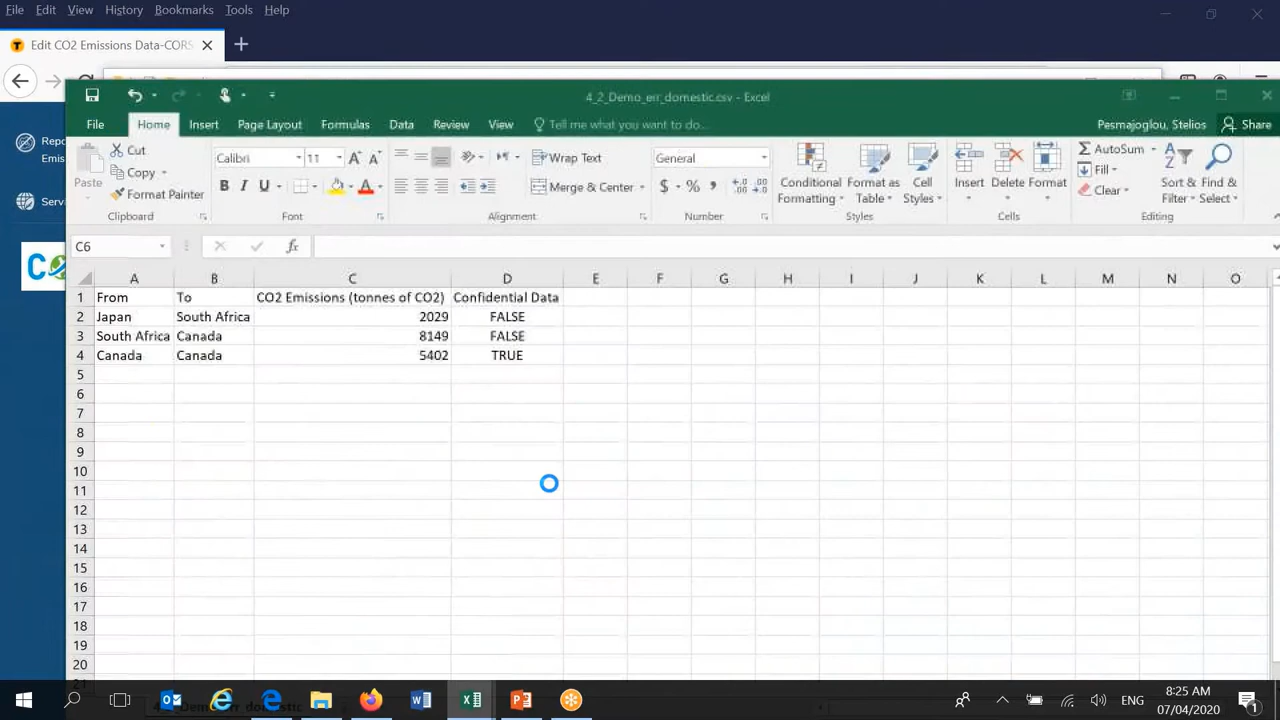 File Edit View History Bookmarks Tools Help
Edit CO2 Emissions Data-CORS
4_2_Demo_err_domestic.csv - Excel
File Home Insert Page Layout Formulas Data Review View Tell me what you want to do... Pesmajoglou, Stelios Share
Paste Cut Copy Format Painter Clipboard
Calibri 11 B I U A A A Font
Wrap Text Merge & Center Alignment
General $ % , Number
Conditional Formatting Format as Table Cell Styles Styles
Insert Delete Format Cells
AutoSum Fill Clear Sort & Filter Find & Select Editing
Repo
Emis
Servi
C6 fx
A B C D E F G H I J K L M N O
1 From To CO2 Emissions (tonnes of CO2) Confidential Data
2 Japan South Africa 2029 FALSE
3 South Africa Canada 8149 FALSE
4 Canada Canada 5402 TRUE
5
6
7
8
9
10
11
12
13
14
15
16
17
18
19
20
21
4_2_Demo_err_domestic
ENG
8:25 AM
07/04/2020
1